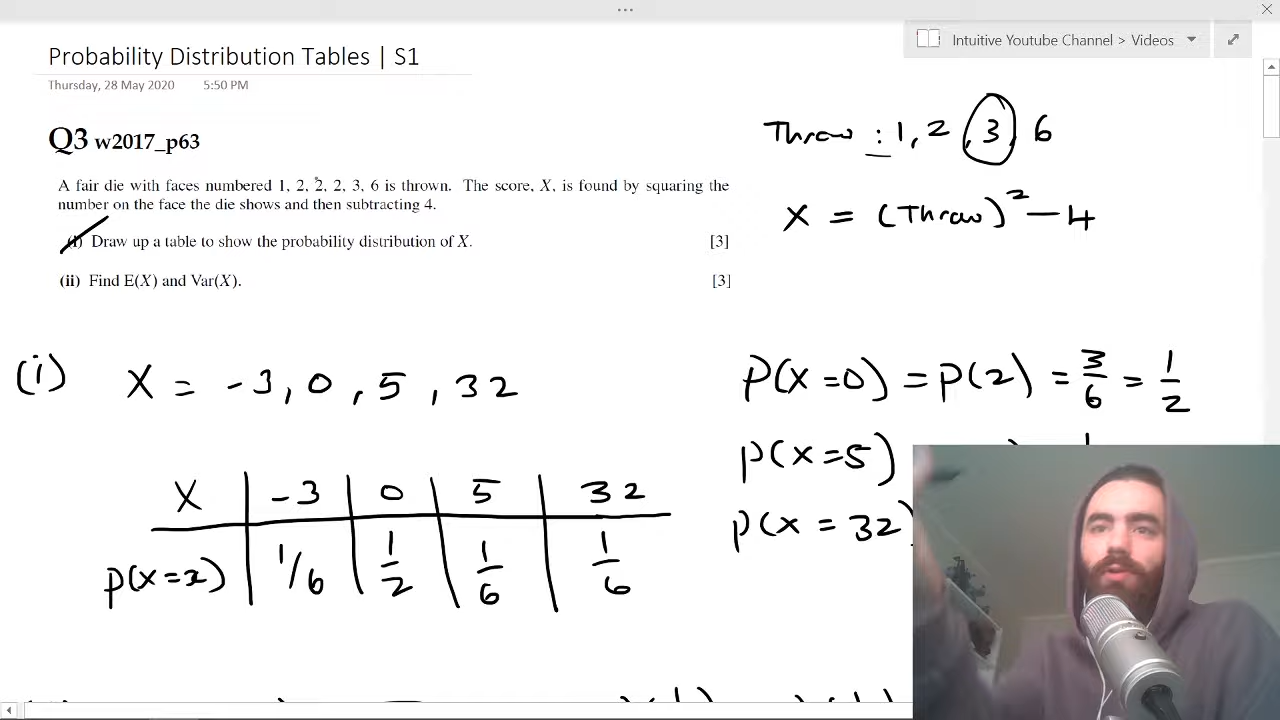 Intuitive Youtube Channel > Videos
Probability Distribution Tables | S1
Thursday, 28 May 2020 5:50 PM
Throw : 1, 2, 3, 6
Q3 w2017_p63
A fair die with faces numbered 1, 2, 2, 2, 3, 6 is thrown. The score, X, is found by squaring the
number on the face the die shows and then subtracting 4.
X = (Throw)² - 4
(i) Draw up a table to show the probability distribution of X. [3]
(ii) Find E(X) and Var(X). [3]
(i) X = -3, 0, 5, 32
P(X=0) = P(2) = 3/6 = 1/2
P(X=5)
P(X=32)
X -3 0 5 32
P(X=x) 1/6 1/2 1/6 1/6